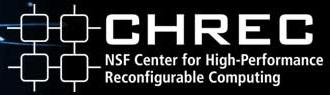 CHREC
NSF Center for High-Performance
Reconfigurable Computing